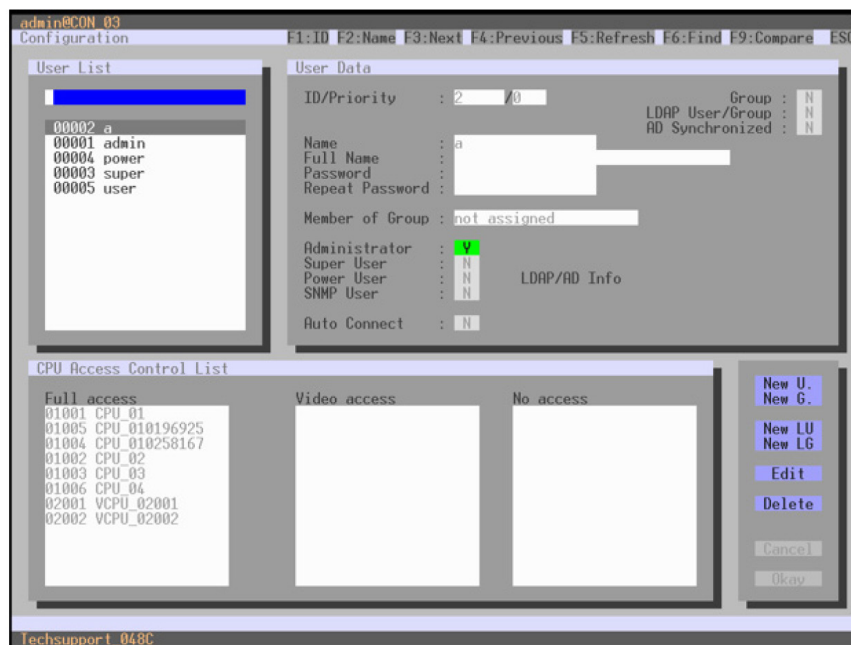 admin@CON_03
Configuration F1:ID F2:Name F3:Next F4:Previous F5:Refresh F6:Find F9:Compare ESC
User List
00002 a
00001 admin
00004 power
00003 super
00005 user
User Data
ID/Priority : 2 /0
Group : N
LDAP User/Group : N
AD Synchronized : N
Name : a
Full Name :
Password :
Repeat Password :
Member of Group : not assigned
Administrator : Y
Super User : N
Power User : N LDAP/AD Info
SNMP User : N
Auto Connect : N
CPU Access Control List
Full access
01001 CPU_01
01005 CPU_010196925
01004 CPU_010258167
01002 CPU_02
01003 CPU_03
01006 CPU_04
02001 VCPU_02001
02002 VCPU_02002
Video access
No access
New U.
New G.
New LU
New LG
Edit
Delete
Cancel
Okay
Techsupport 048C